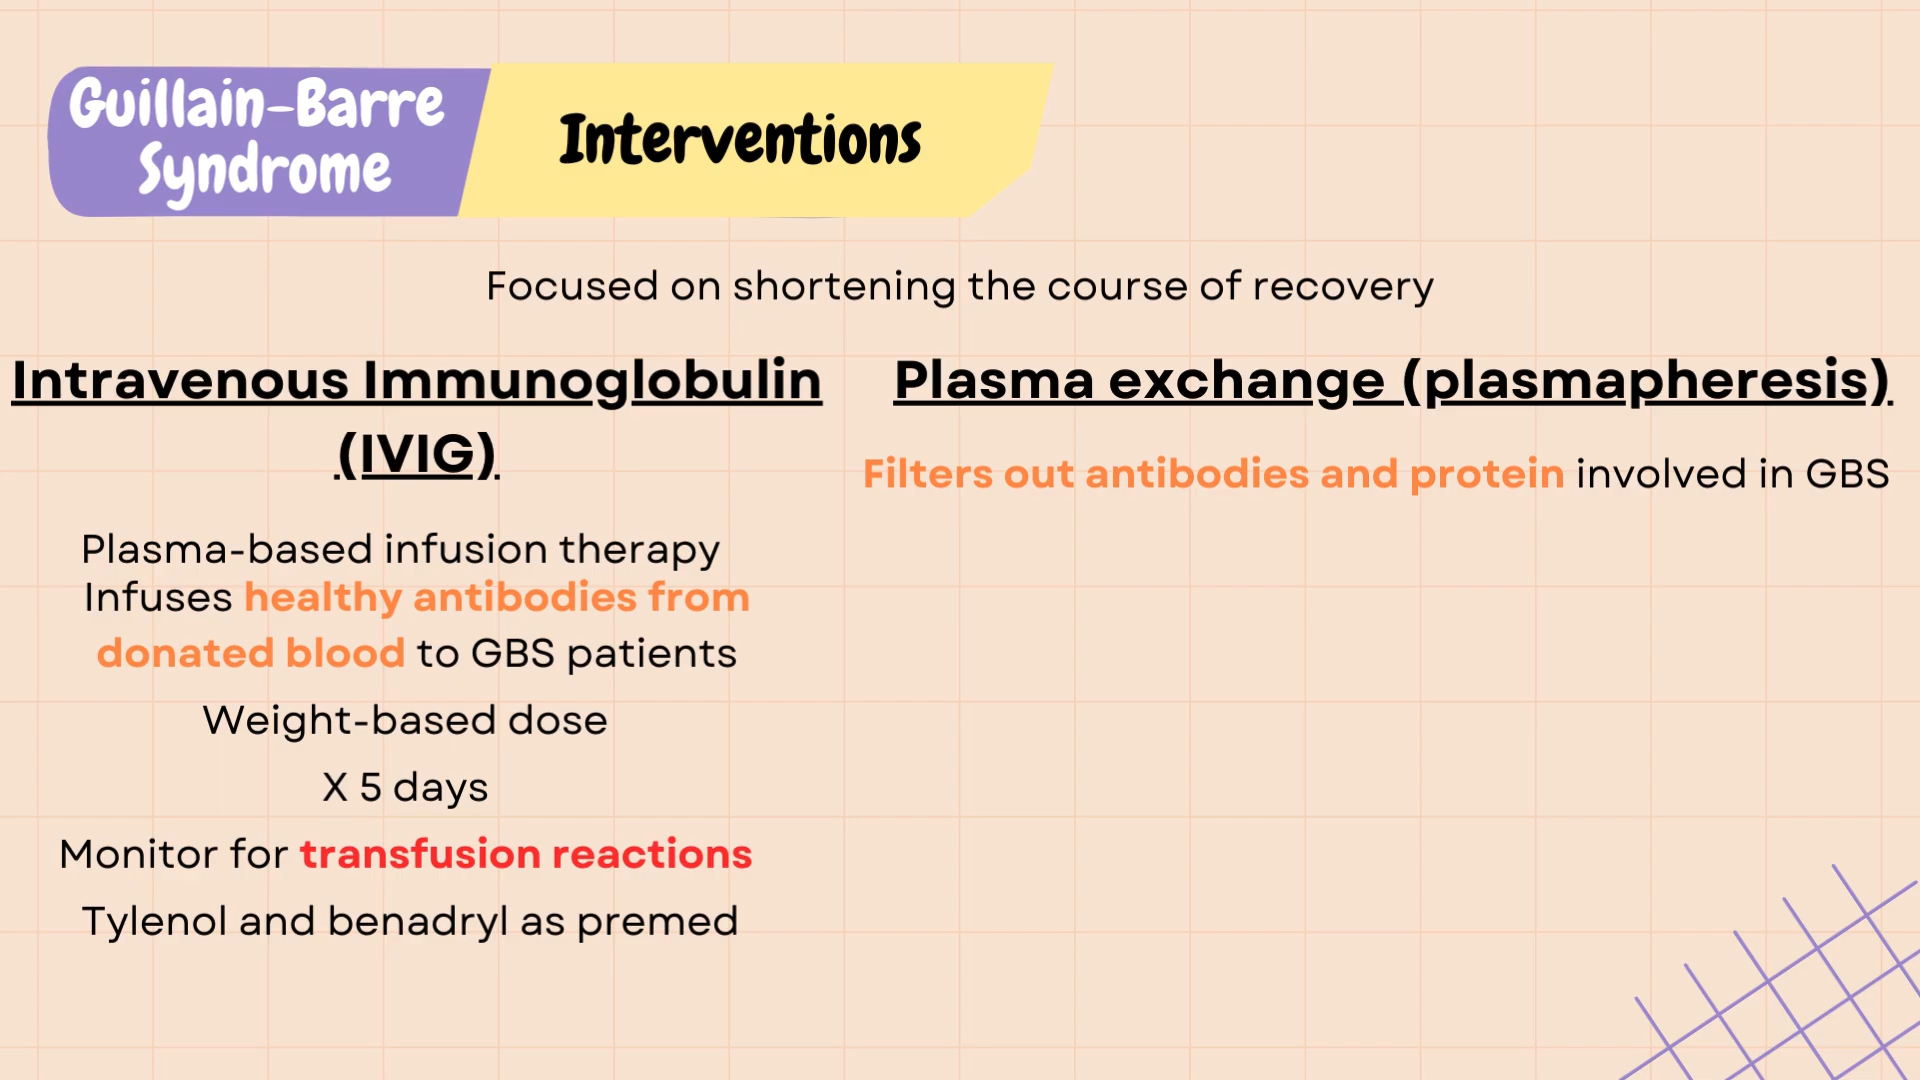 Guillain-Barre
Syndrome
Interventions
Focused on shortening the course of recovery
Intravenous Immunoglobulin
(IVIG)
Plasma-based infusion therapy
Infuses healthy antibodies from
donated blood to GBS patients
Weight-based dose
X 5 days
Monitor for transfusion reactions
Tylenol and benadryl as premed
Plasma exchange (plasmapheresis)
Filters out antibodies and protein involved in GBS